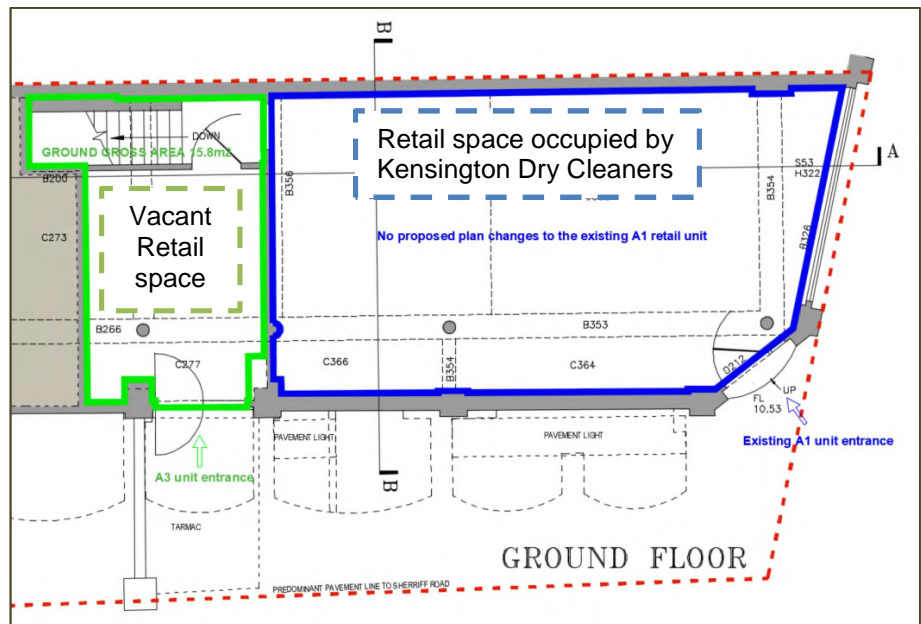 B
A
DOWN
GROUND GROSS AREA 15.8m2
B200
Retail space occupied by
Kensington Dry Cleaners
S53
H322
B356
B354
C273
Vacant
Retail
space
No proposed plan changes to the existing A1 retail unit
B326
B266
B353
C277
C366
B354
C364
D212
UP
FL
10.53
PAVEMENT LIGHT
PAVEMENT LIGHT
Existing A1 unit entrance
A3 unit entrance
B
TARMAC
GROUND FLOOR
PREDOMINANT PAVEMENT LINE TO SHERRIFF ROAD